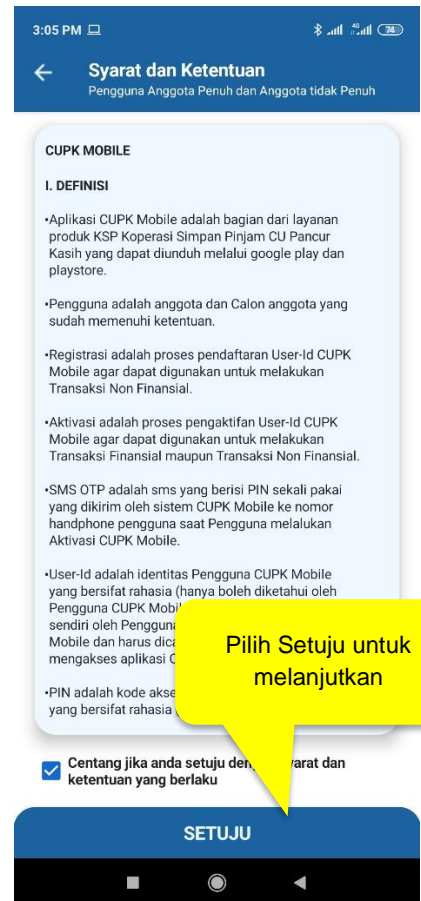 3:05 PM
74
Syarat dan Ketentuan
Pengguna Anggota Penuh dan Anggota tidak Penuh
CUPK MOBILE
I. DEFINISI
•Aplikasi CUPK Mobile adalah bagian dari layanan
produk KSP Koperasi Simpan Pinjam CU Pancur
Kasih yang dapat diunduh melalui google play dan
playstore.
•Pengguna adalah anggota dan Calon anggota yang
sudah memenuhi ketentuan.
•Registrasi adalah proses pendaftaran User-Id CUPK
Mobile agar dapat digunakan untuk melakukan
Transaksi Non Finansial.
•Aktivasi adalah proses pengaktifan User-Id CUPK
Mobile agar dapat digunakan untuk melakukan
Transaksi Finansial maupun Transaksi Non Finansial.
•SMS OTP adalah sms yang berisi PIN sekali pakai
yang dikirim oleh sistem CUPK Mobile ke nomor
handphone pengguna saat Pengguna melalukan
Aktivasi CUPK Mobile.
•User-Id adalah identitas Pengguna CUPK Mobile
yang bersifat rahasia (hanya boleh diketahui oleh
Pengguna CUPK
sendiri oleh
Mobile dan harus
mengakses aplikasi
•PIN adalah kode
yang bersifat rahasia
Pilih Setuju untuk
melanjutkan
Centang jika anda setuju dan
ketentuan yang berlaku
SETUJU